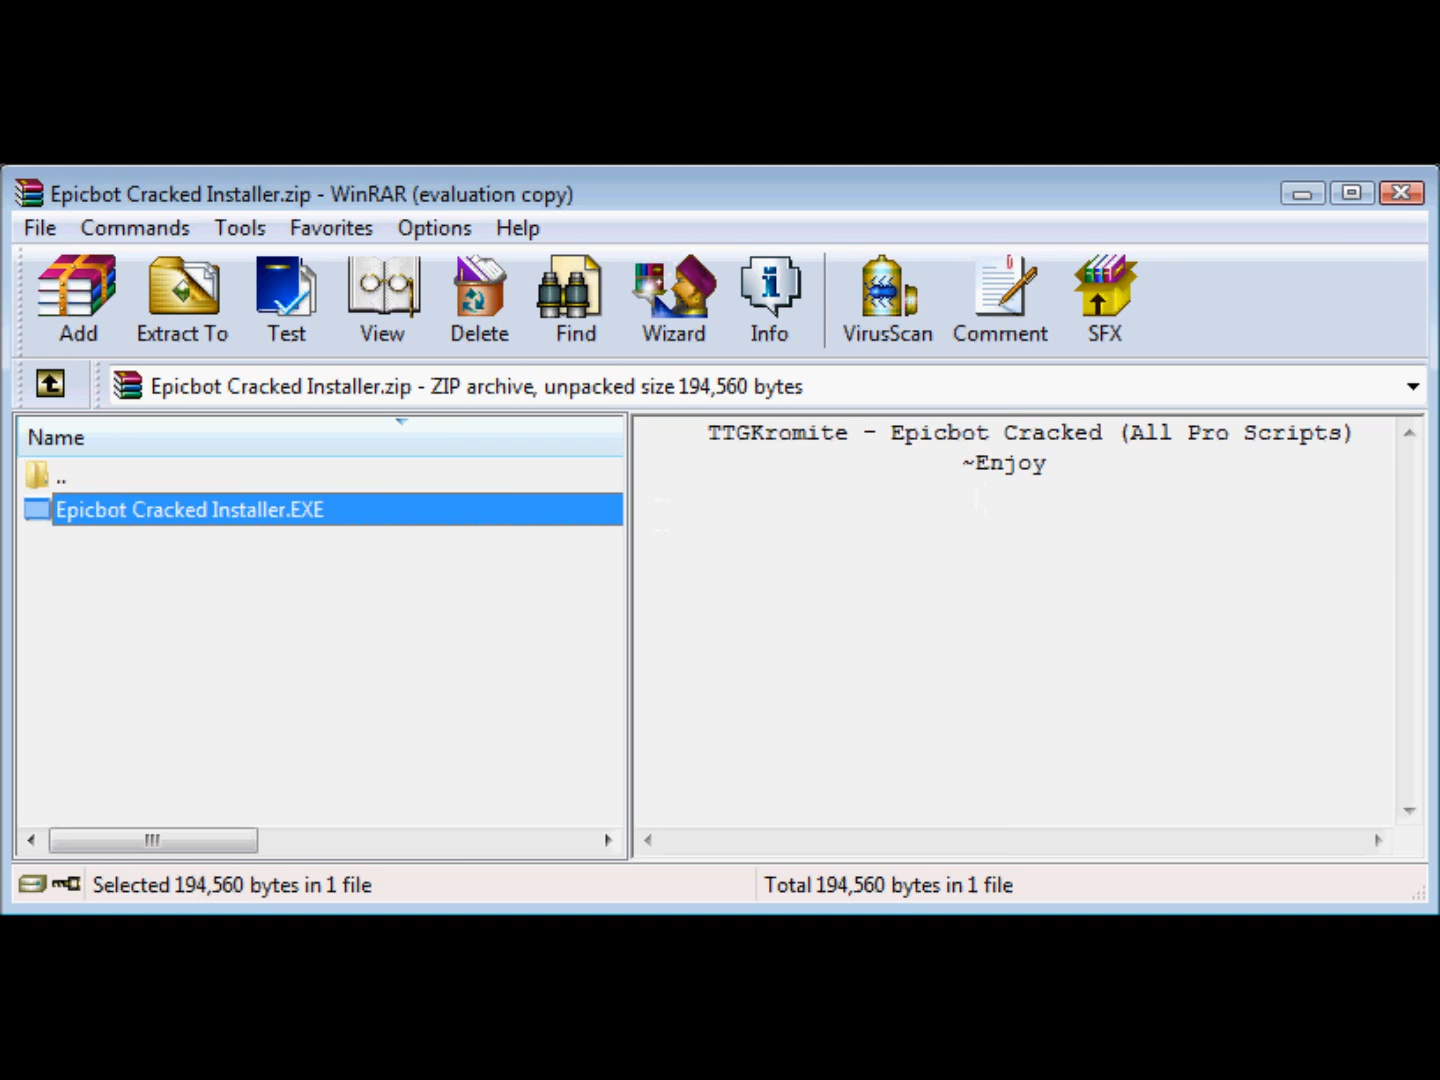 Epicbot Cracked Installer.zip - WinRAR (evaluation copy)
File Commands Tools Favorites Options Help
Add Extract To Test View Delete Find Wizard Info VirusScan Comment SFX
Epicbot Cracked Installer.zip - ZIP archive, unpacked size 194,560 bytes
Name
..
Epicbot Cracked Installer.EXE
TTGKromite - Epicbot Cracked (All Pro Scripts)
~Enjoy
Selected 194,560 bytes in 1 file
Total 194,560 bytes in 1 file